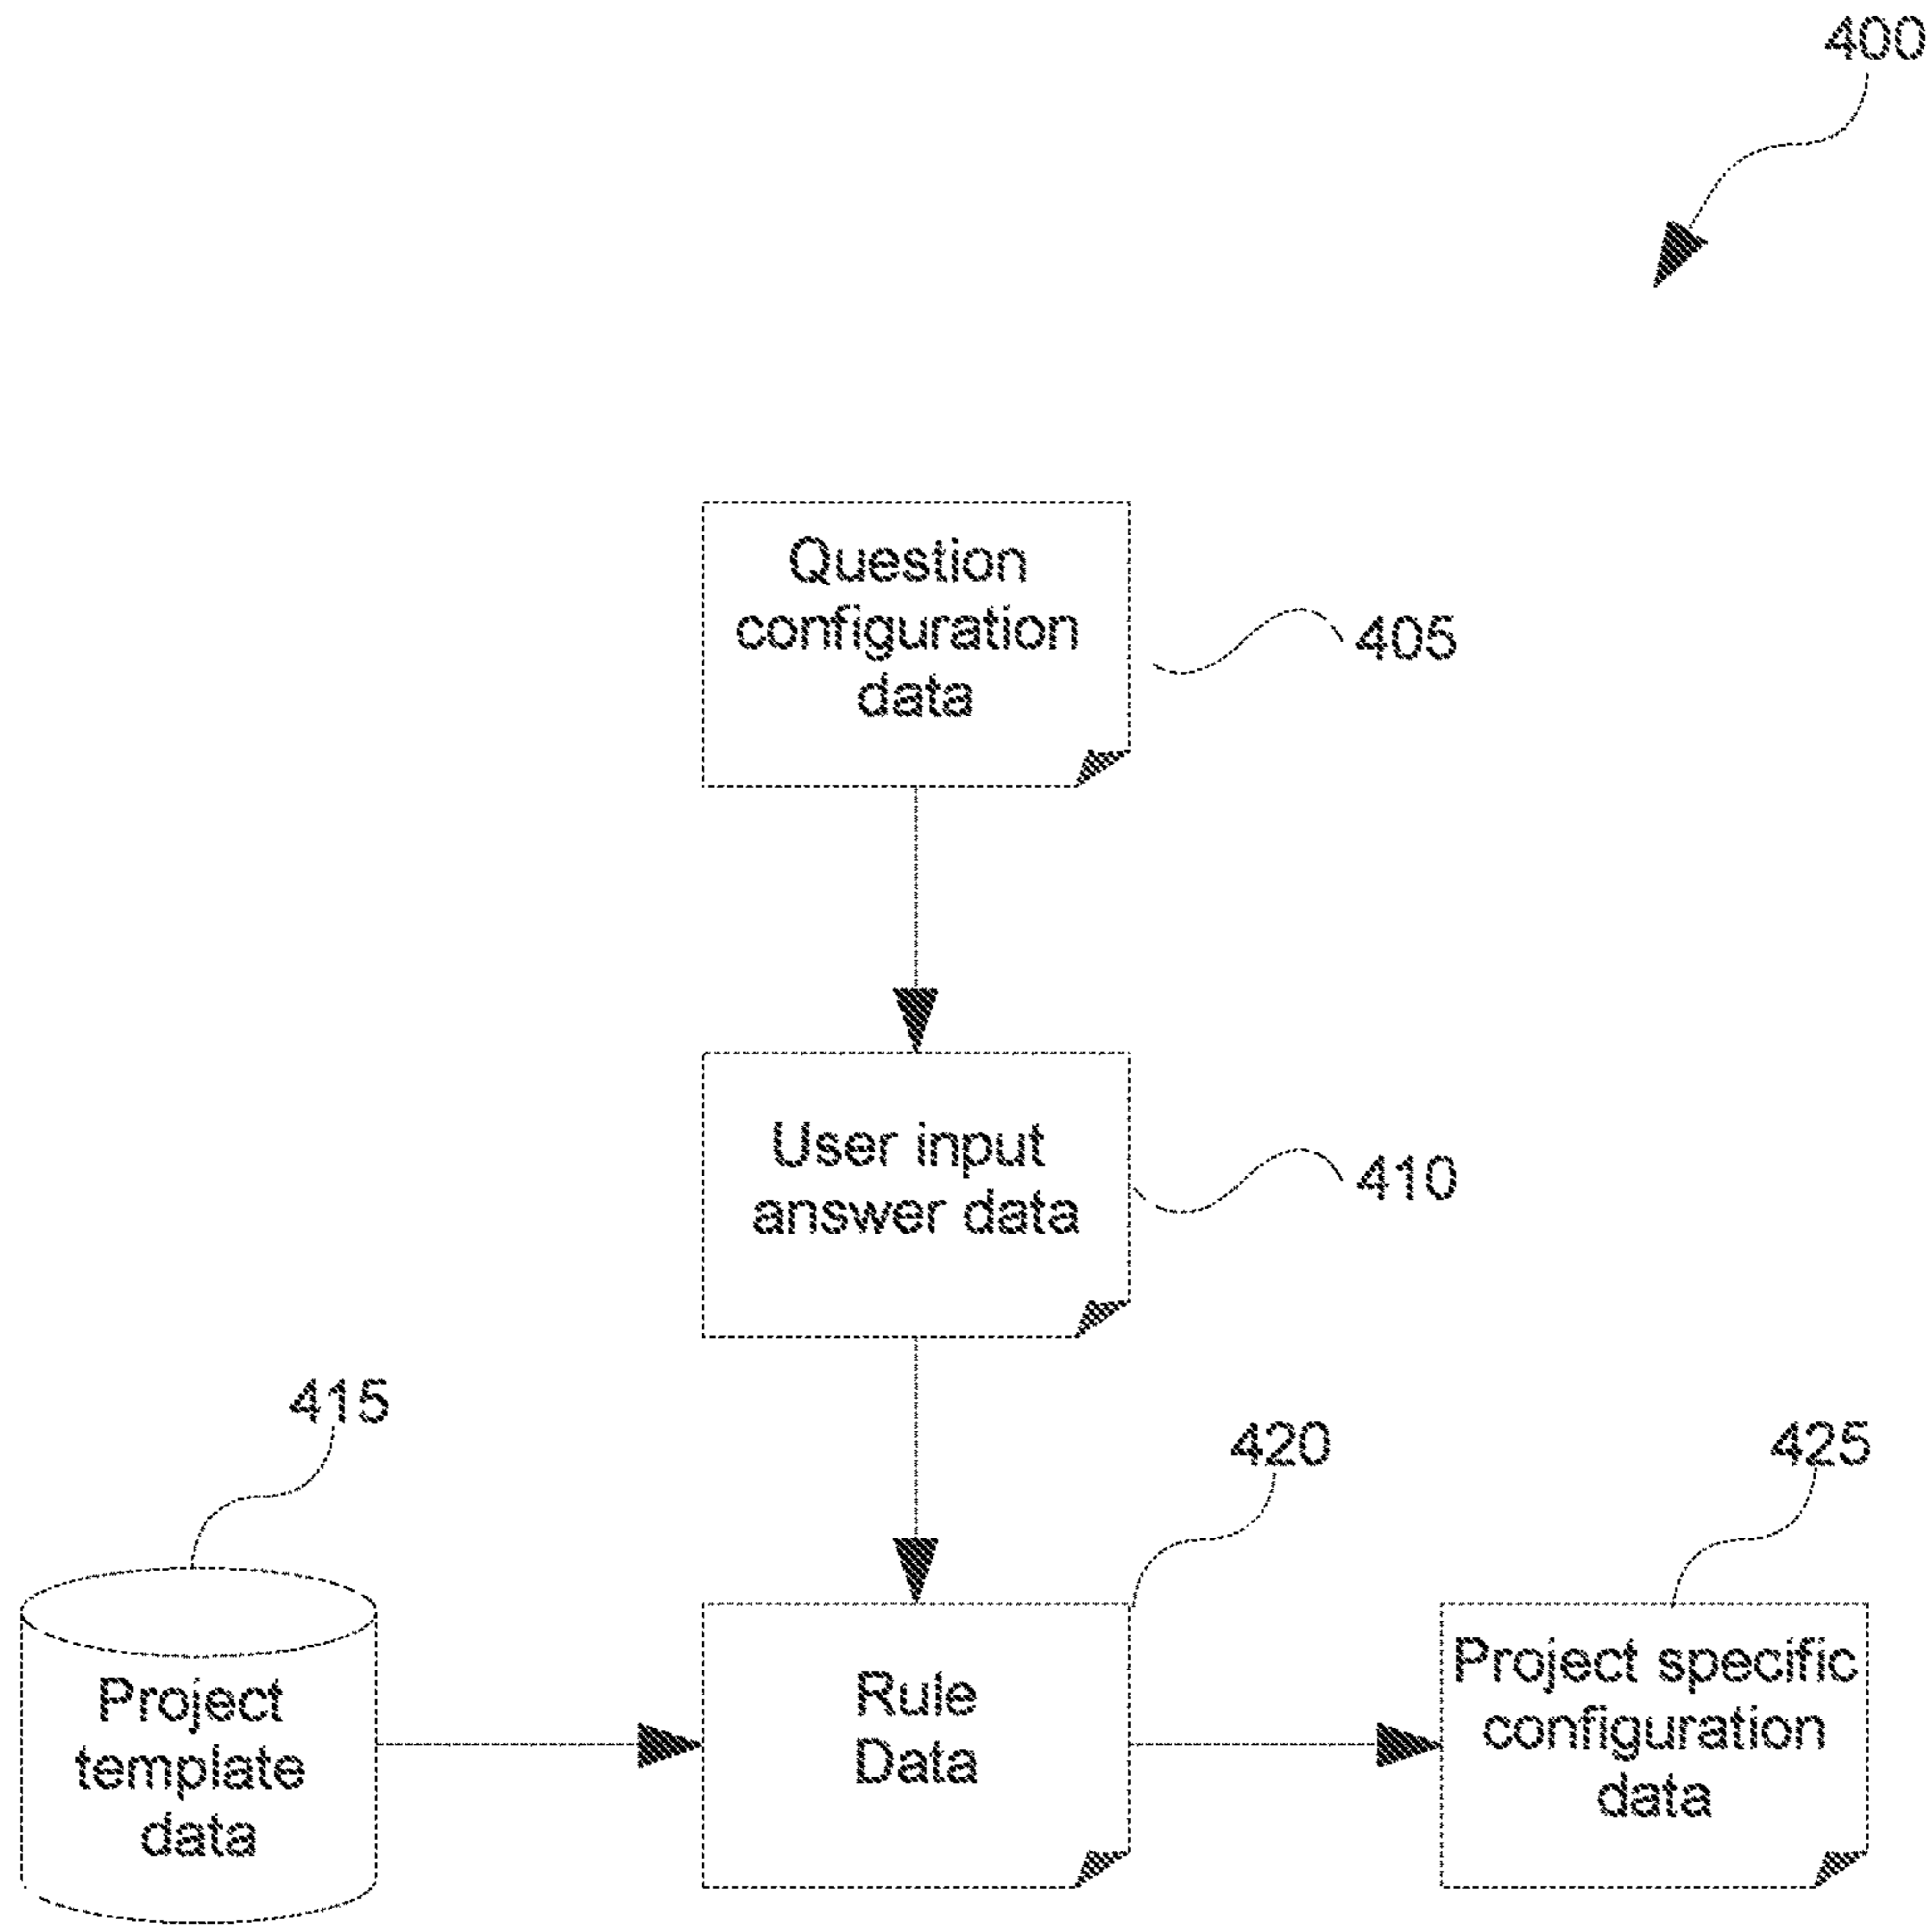 400
Question
configuration
data
405
User input
answer data
410
415
420
425
Project
template
data
Rule
Data
Project specific
configuration
data